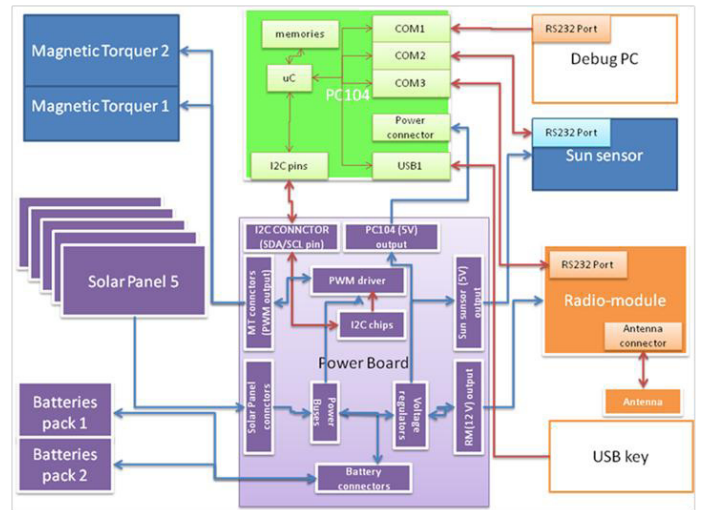 Magnetic Torquer 2
Magnetic Torquer 1
memories
uC
PC104
COM1
COM2
COM3
Power
connector
I2C pins
USB1
RS232 Port
Debug PC
RS232 Port
Sun sensor
Solar Panel 5
I2C CONNCTOR
(SDA/SCL pin)
PC104 (5V)
output
MT connctors
(PWM output)
PWM driver
I2C chips
Sun sunsor (5V)
output
Power Board
Solar Panel
connctors
Power
Buses
Voltage
regulators
RM(12 V) output
Battery
connectors
RS232 Port
Radio-module
Antenna
connector
Antenna
Batteries
pack 1
Batteries
pack 2
USB key